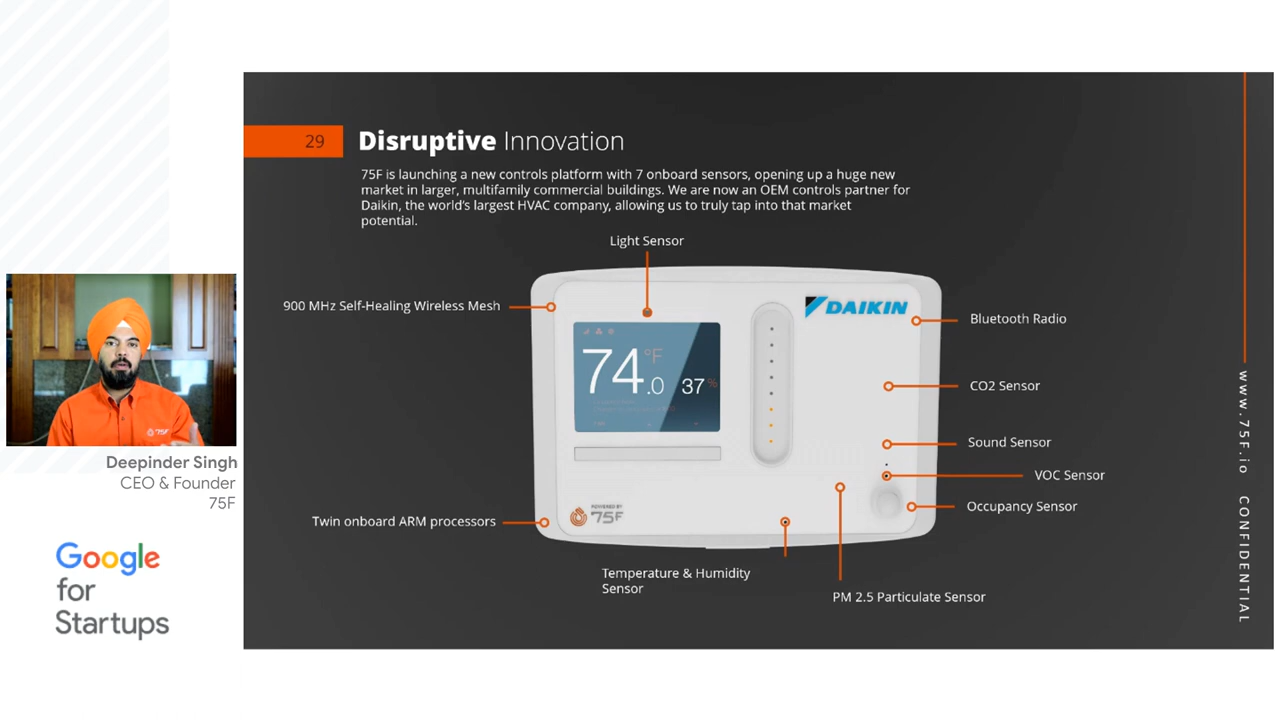 29
Disruptive Innovation
75F is launching a new controls platform with 7 onboard sensors, opening up a huge new
market in larger, multifamily commercial buildings. We are now an OEM controls partner for
Daikin, the world's largest HVAC company, allowing us to truly tap into that market
potential.
Light Sensor
900 MHz Self-Healing Wireless Mesh
DAIKIN
Bluetooth Radio
74.0 °F
37%
CO2 Sensor
Sound Sensor
VOC Sensor
Occupancy Sensor
POWERED BY
75F
Twin onboard ARM processors
Temperature & Humidity
Sensor
PM 2.5 Particulate Sensor
www.75F.io CONFIDENTIAL
75F
Deepinder Singh
CEO & Founder
75F
Google
for
Startups